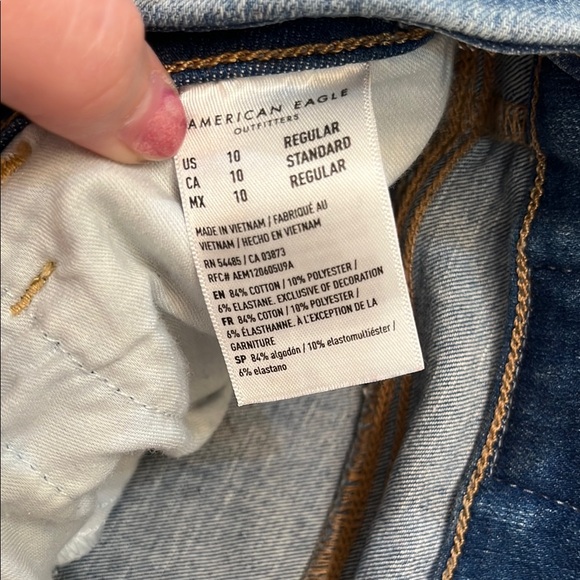 AMERICAN EAGLE
OUTFITTERS
US 10 REGULAR
CA 10 STANDARD
MX 10 REGULAR
MADE IN VIETNAM / FABRIQUÉ AU
VIETNAM / HECHO EN VIETNAM
RN 54485 / CA 03873
RFC# AEM120605U9A
EN 84% COTTON / 10% POLYESTER /
6% ELASTANE. EXCLUSIVE OF DECORATION
FR 84% COTON / 10% POLYESTER /
6% ÉLASTHANNE. À L'EXCEPTION DE LA
GARNITURE
SP 84% algodón / 10% elastomultiéster /
6% elastano